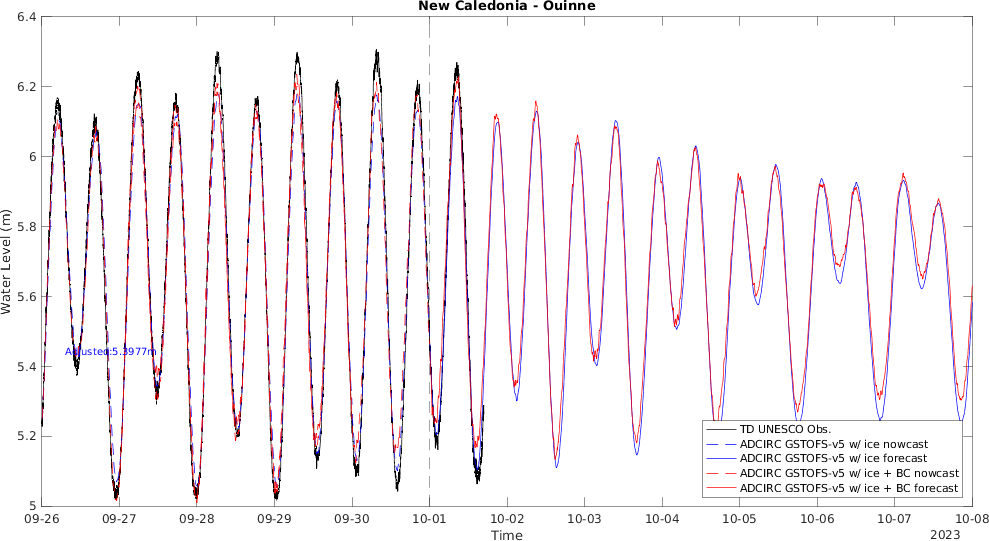 New Caledonia - Ouinne
6.4
6.2
6
5.8
5.6
5.4
5.2
5
Water Level (m)
Adjusted:5.3977m
TD UNESCO Obs.
ADCIRC GSTOFS-v5 w/ ice nowcast
ADCIRC GSTOFS-v5 w/ ice forecast
ADCIRC GSTOFS-v5 w/ ice + BC nowcast
ADCIRC GSTOFS-v5 w/ ice + BC forecast
09-26 09-27 09-28 09-29 09-30 10-01 10-02 10-03 10-04 10-05 10-06 10-07 10-08
Time
2023